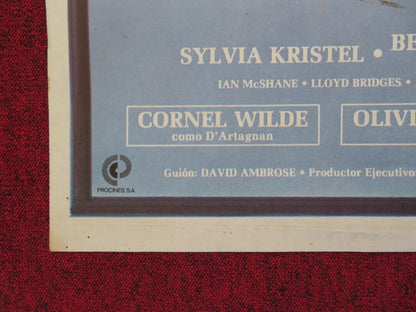 SYLVIA KRISTEL • BE
IAN McSHANE • LLOYD BRIDGES •
CORNEL WILDE
como D'Artagnan
OLIVI
PROCINES S.A.
Guión: DAVID AMBROSE • Productor Ejecutivo: